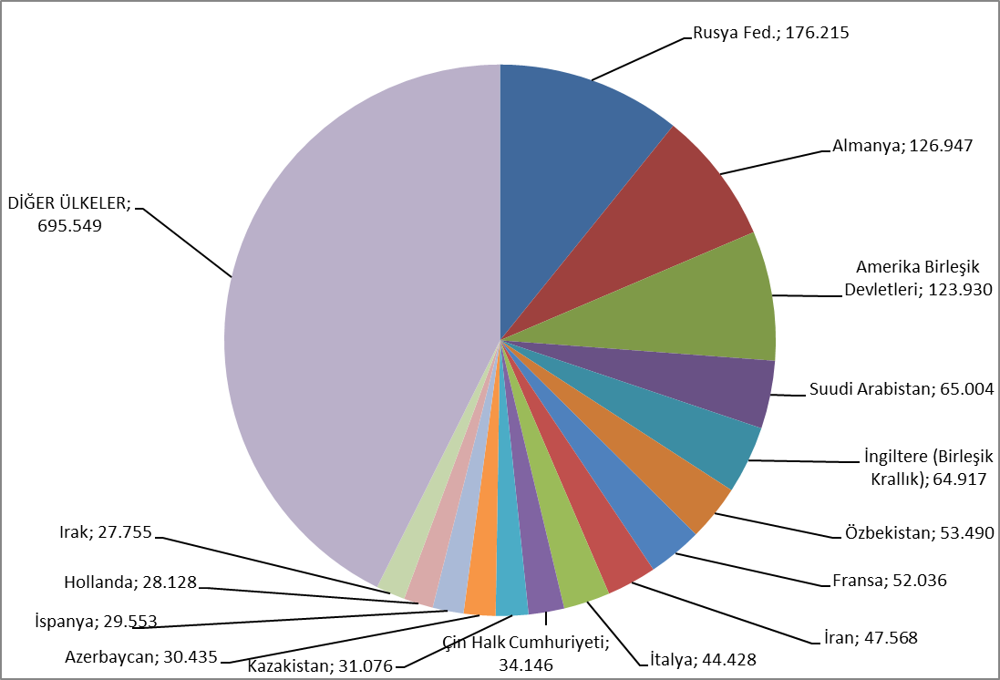 Rusya Fed.; 176.215
Almanya; 126.947
Amerika Birleşik
Devletleri; 123.930
Suudi Arabistan; 65.004
İngiltere (Birleşik
Krallık); 64.917
Özbekistan; 53.490
Fransa; 52.036
İran; 47.568
İtalya; 44.428
Çin Halk Cumhuriyeti;
34.146
Kazakistan; 31.076
Azerbaycan; 30.435
İspanya; 29.553
Hollanda; 28.128
Irak; 27.755
DİĞER ÜLKELER;
695.549